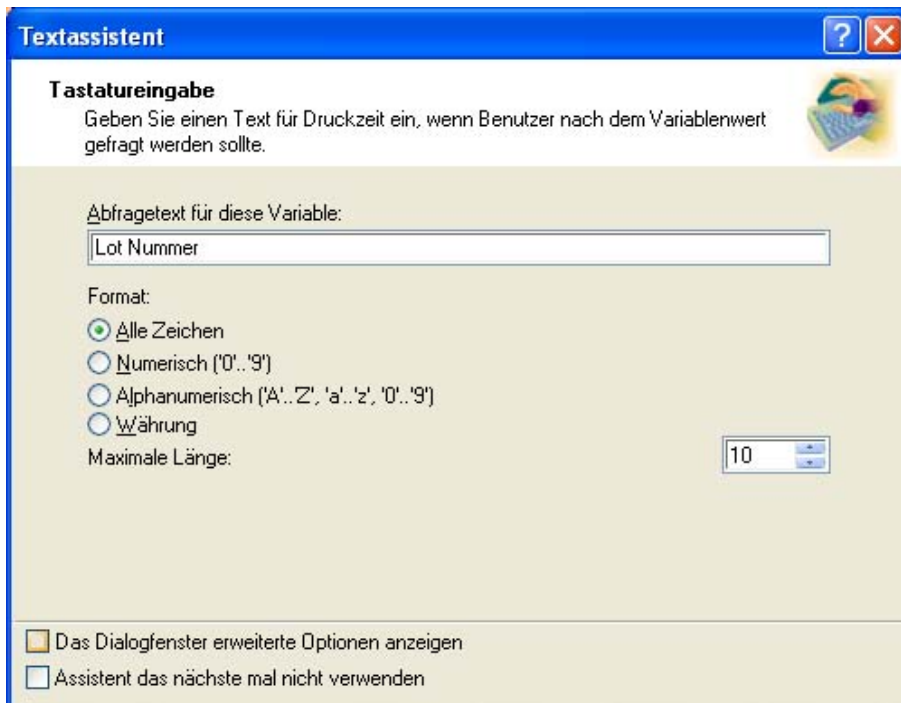 Textassistent
Tastatureingabe
Geben Sie einen Text für Druckzeit ein, wenn Benutzer nach dem Variablenwert
gefragt werden sollte.
Abfragetext für diese Variable:
Lot Nummer
Format:
Alle Zeichen
Numerisch ('0'..'9')
Alphanumerisch ('A'..'Z', 'a'..'z', '0'..'9')
Währung
Maximale Länge:
10
Das Dialogfenster erweiterte Optionen anzeigen
Assistent das nächste mal nicht verwenden